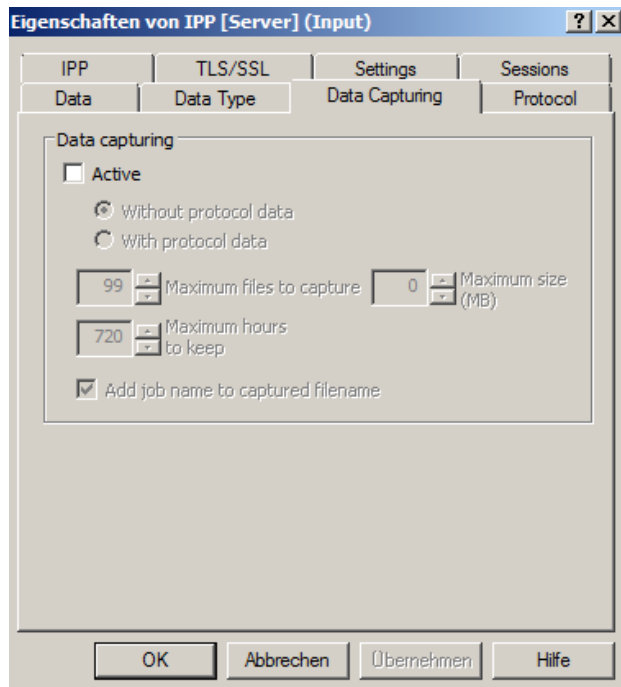 Eigenschaften von IPP [Server] (Input)
IPP TLS/SSL Settings Sessions
Data Data Type Data Capturing Protocol
Data capturing
Active
Without protocol data
With protocol data
99 Maximum files to capture 0 Maximum size
(MB)
720 Maximum hours
to keep
Add job name to captured filename
OK Abbrechen Übernehmen Hilfe